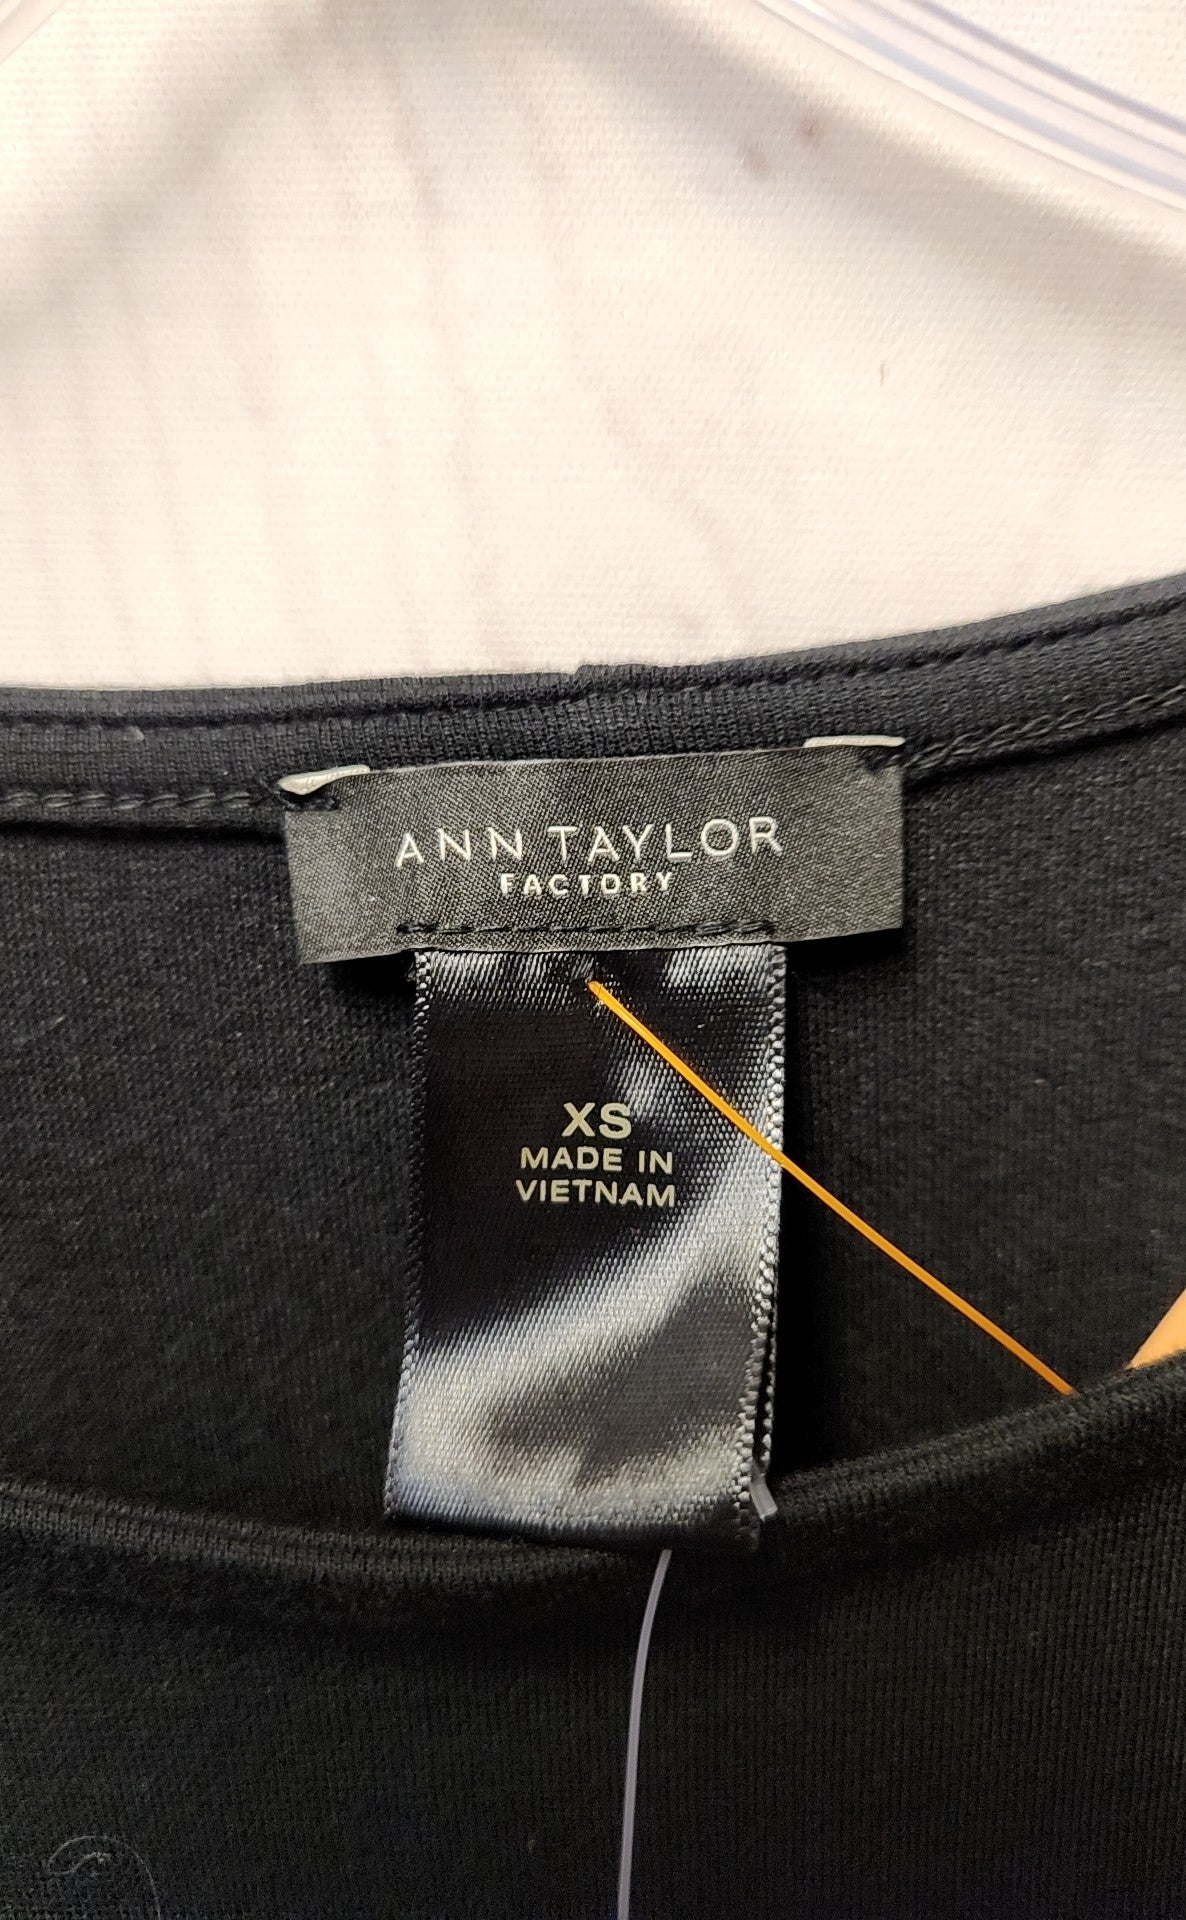 ANN TAYLOR
FACTORY
XS
MADE IN
VIETNAM